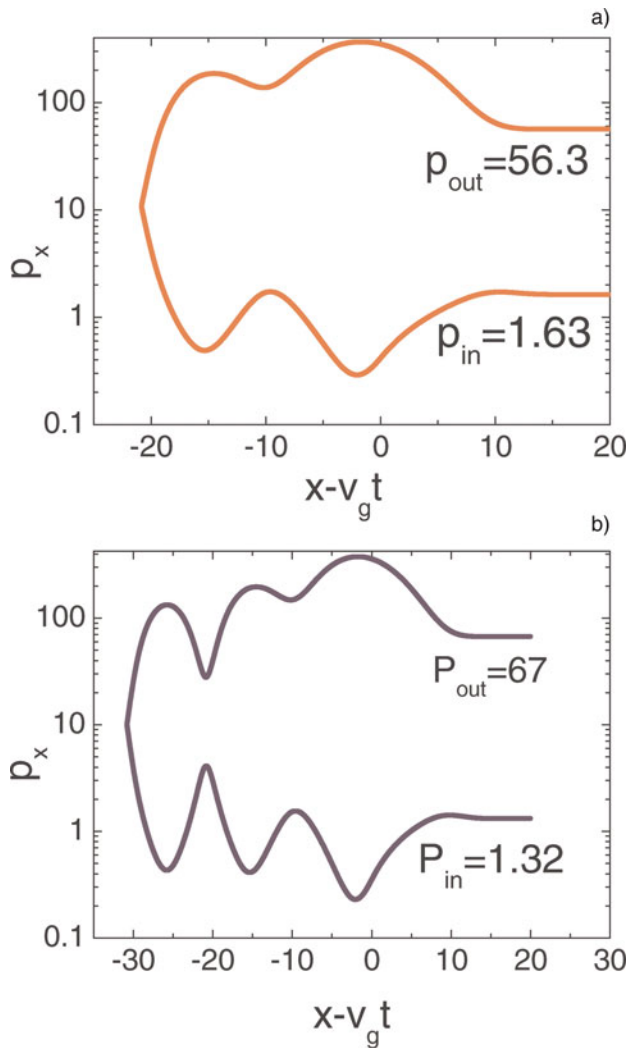 a)
100
10
1
0.1
p_x
p_out=56.3
p_in=1.63
-20 -10 0 10 20
x-v_gt
b)
100
10
1
0.1
p_x
P_out=67
P_in=1.32
-30 -20 -10 0 10 20 30
x-v_gt